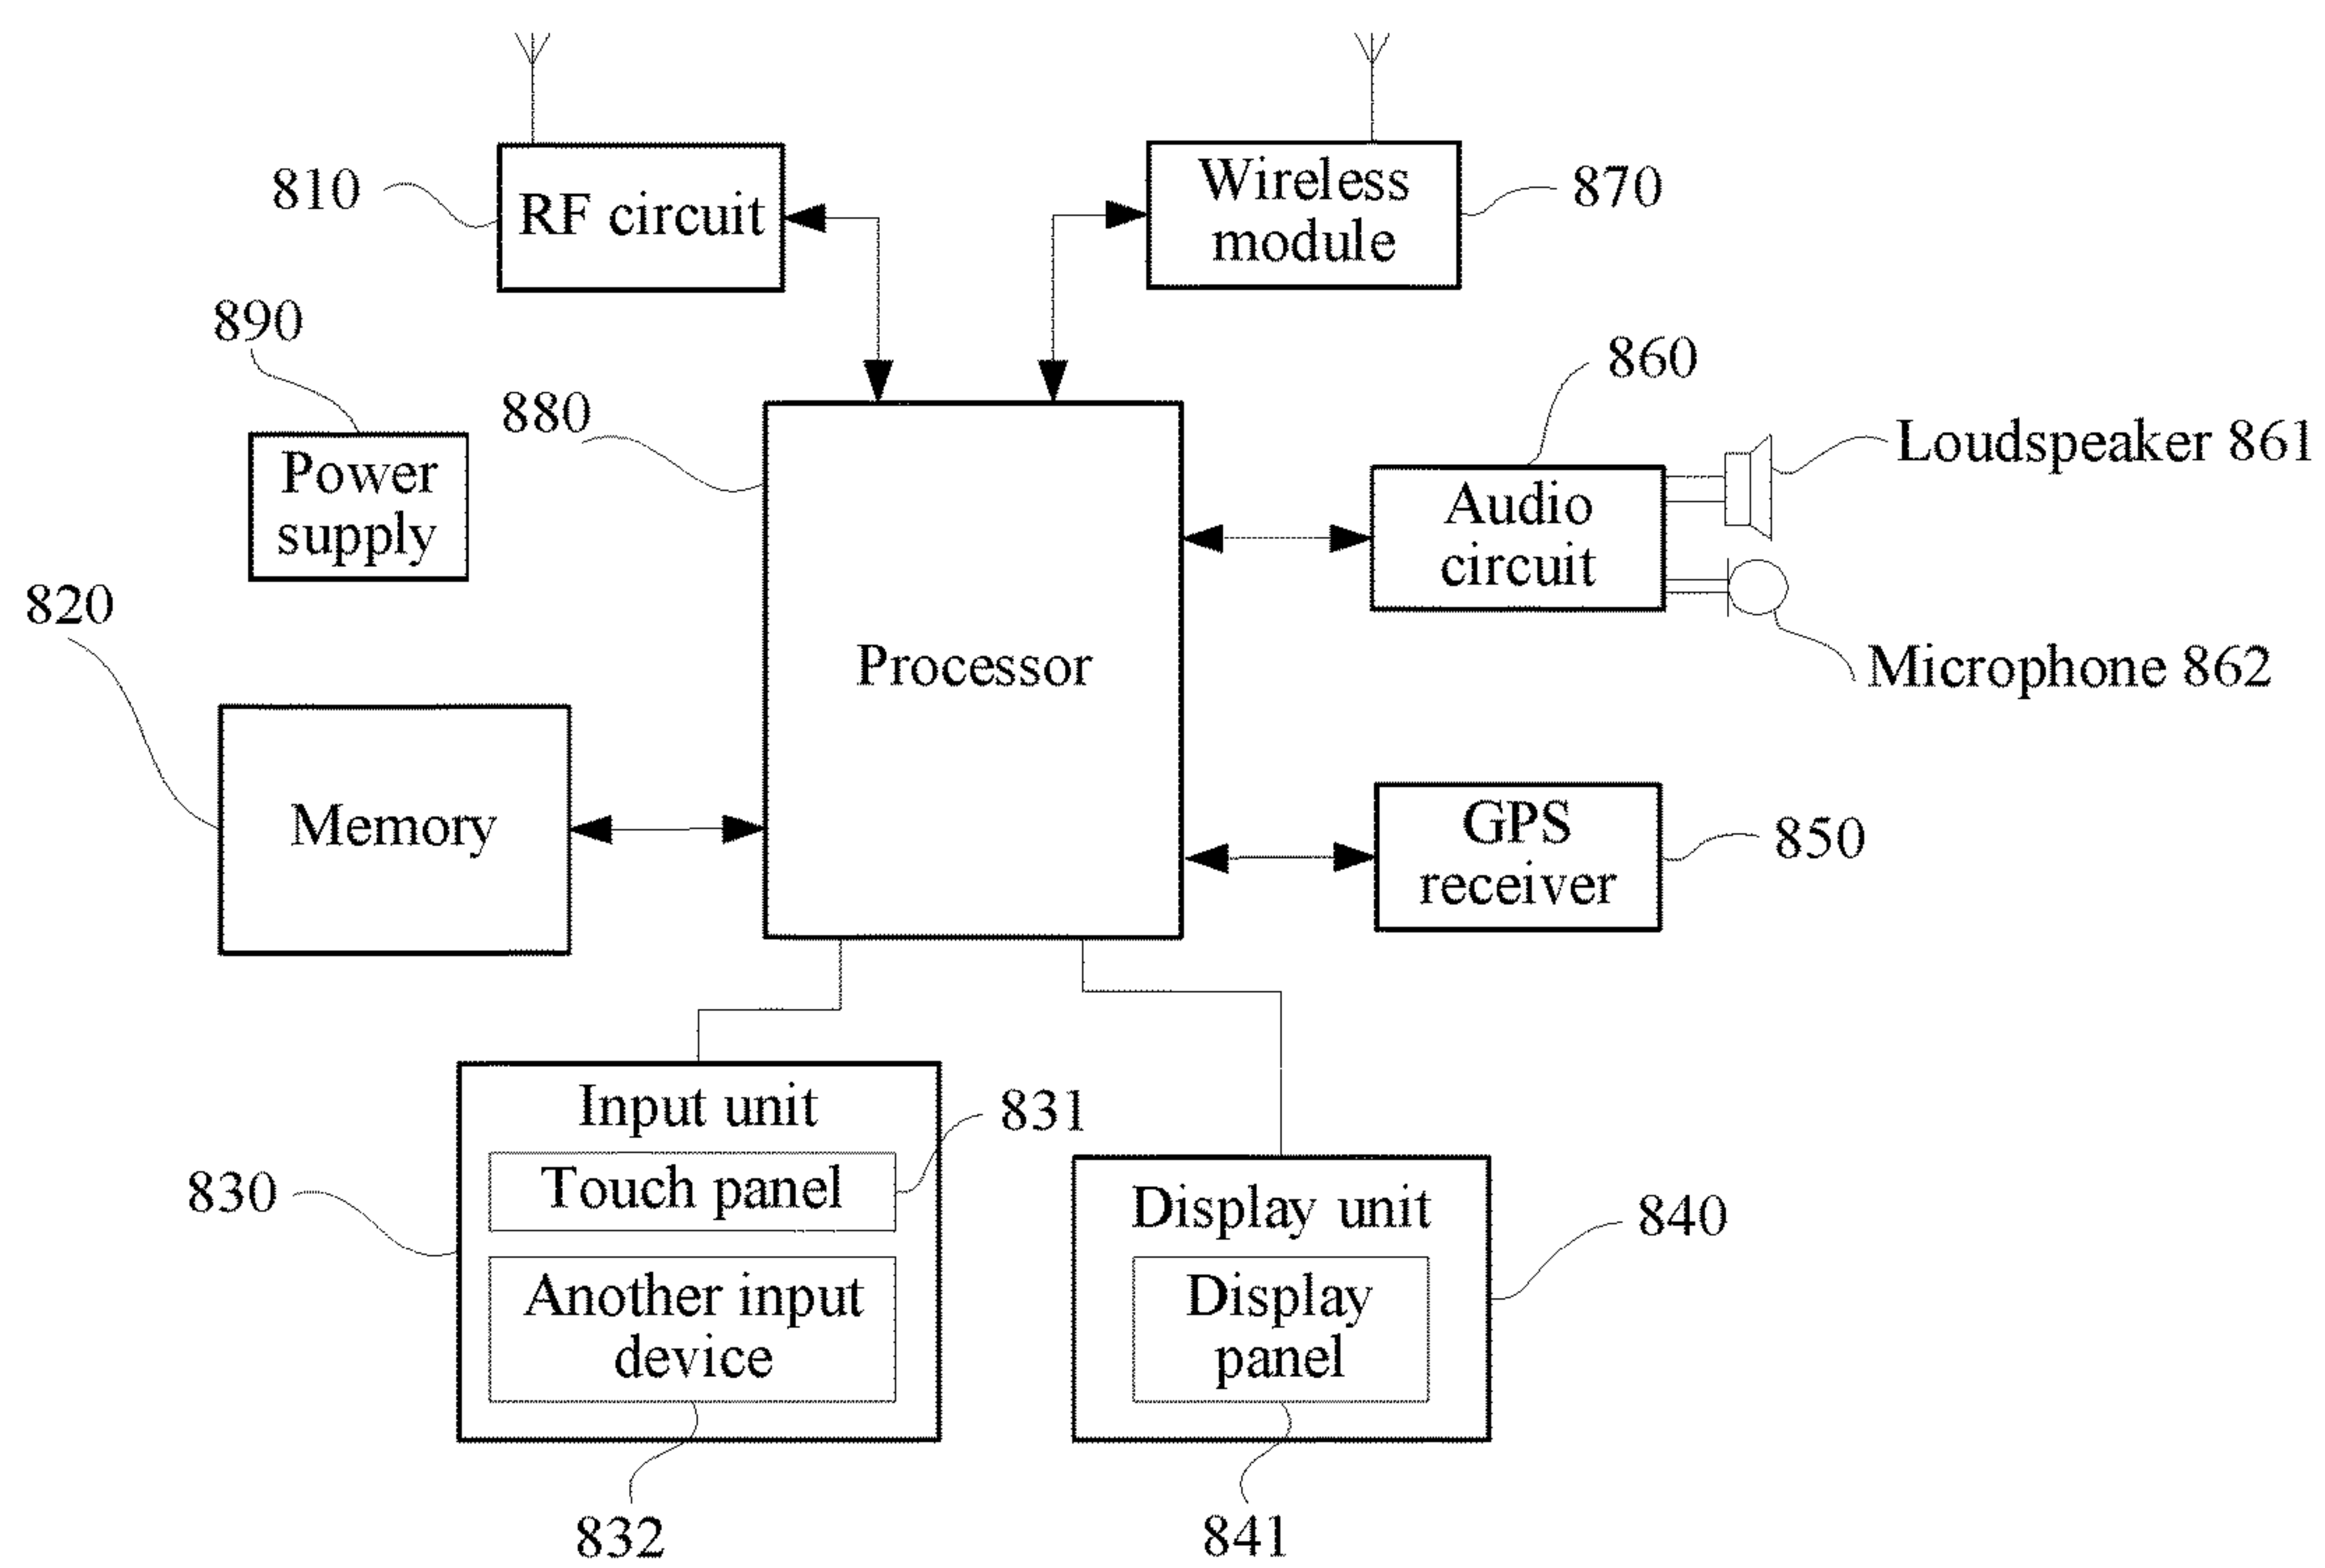 810
RF circuit
Wireless
module
870
890
880
860
Power
supply
Loudspeaker 861
Audio
circuit
820
Processor
Microphone 862
Memory
GPS
receiver
850
Input unit
831
Touch panel
830
Another input
device
832
Display unit
840
Display
panel
841